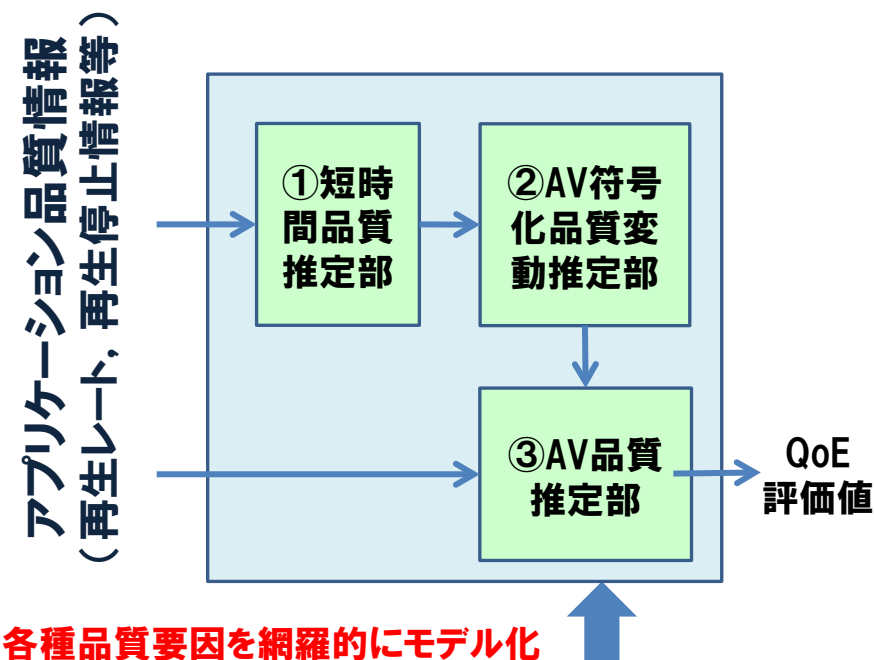 アプリケーション品質情報
（再生レート，再生停止情報等）
①短時
間品質
推定部
②AV符号
化品質変
動推定部
③AV品質
推定部
QoE
評価値
各種品質要因を網羅的にモデル化